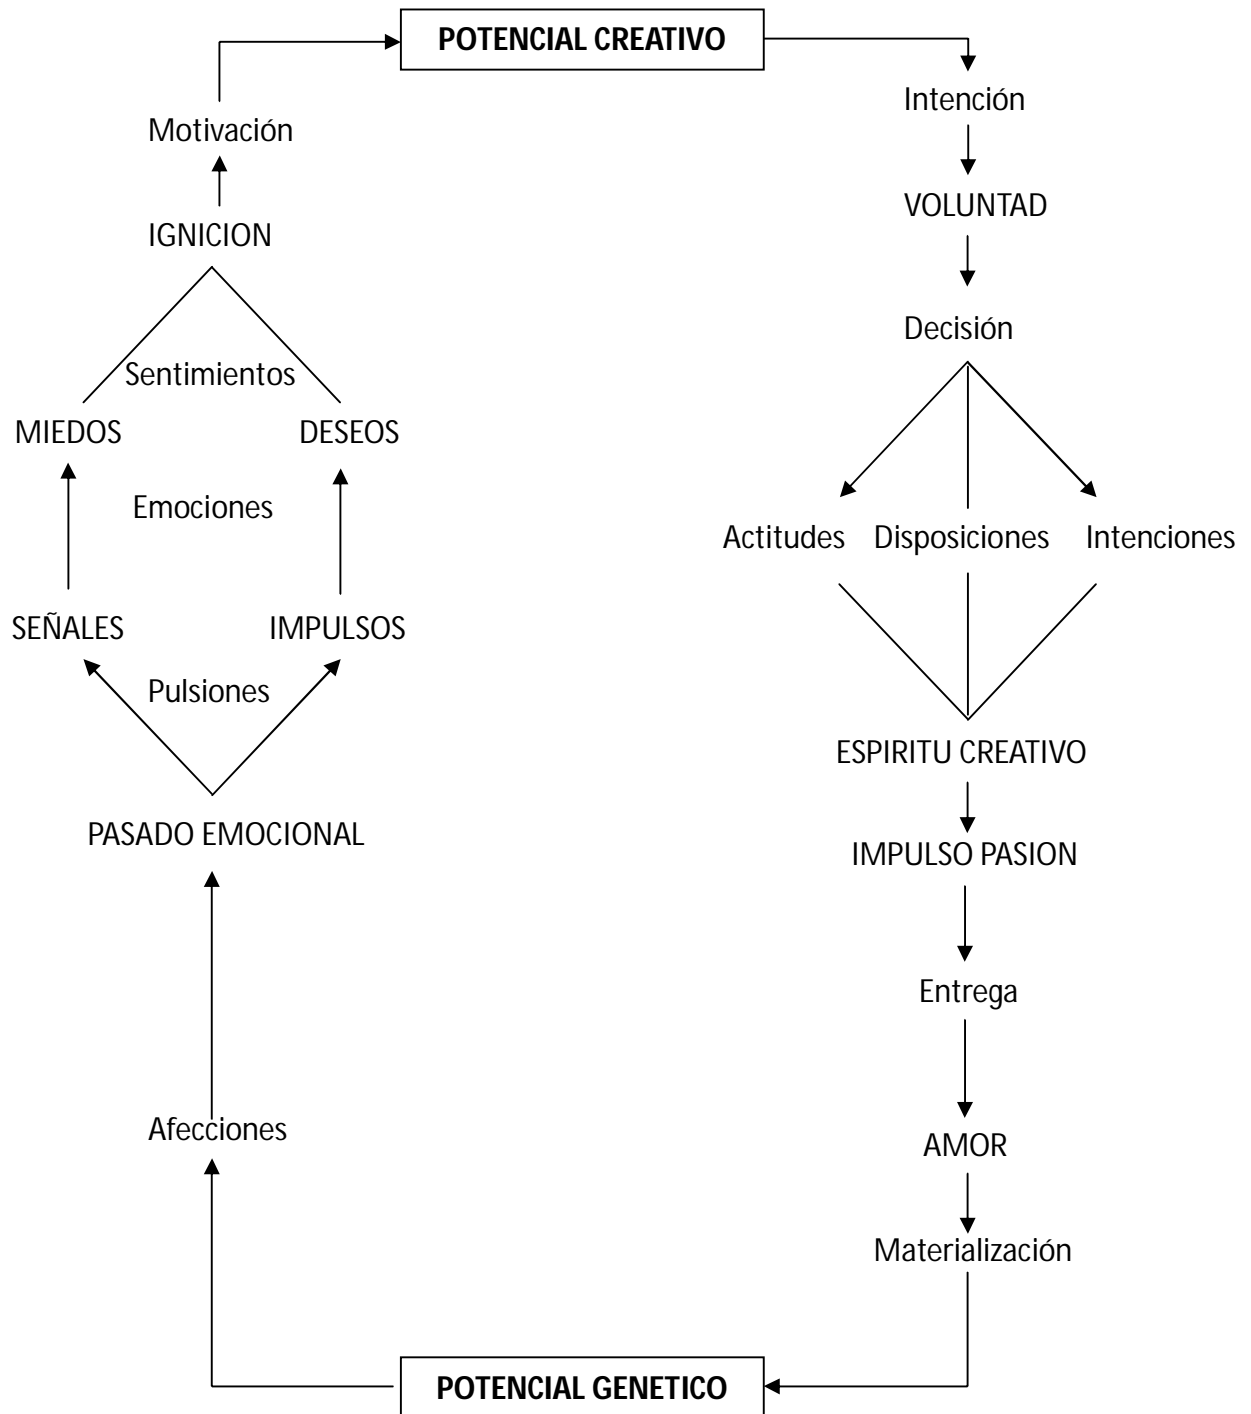 POTENCIAL CREATIVO
Intención
Motivación
VOLUNTAD
IGNICION
Decisión
Sentimientos
MIEDOS DESEOS
Emociones
Actitudes Disposiciones Intenciones
SEÑALES IMPULSOS
Pulsiones
ESPIRITU CREATIVO
PASADO EMOCIONAL
IMPULSO PASION
Entrega
Afecciones
AMOR
Materialización
POTENCIAL GENETICO